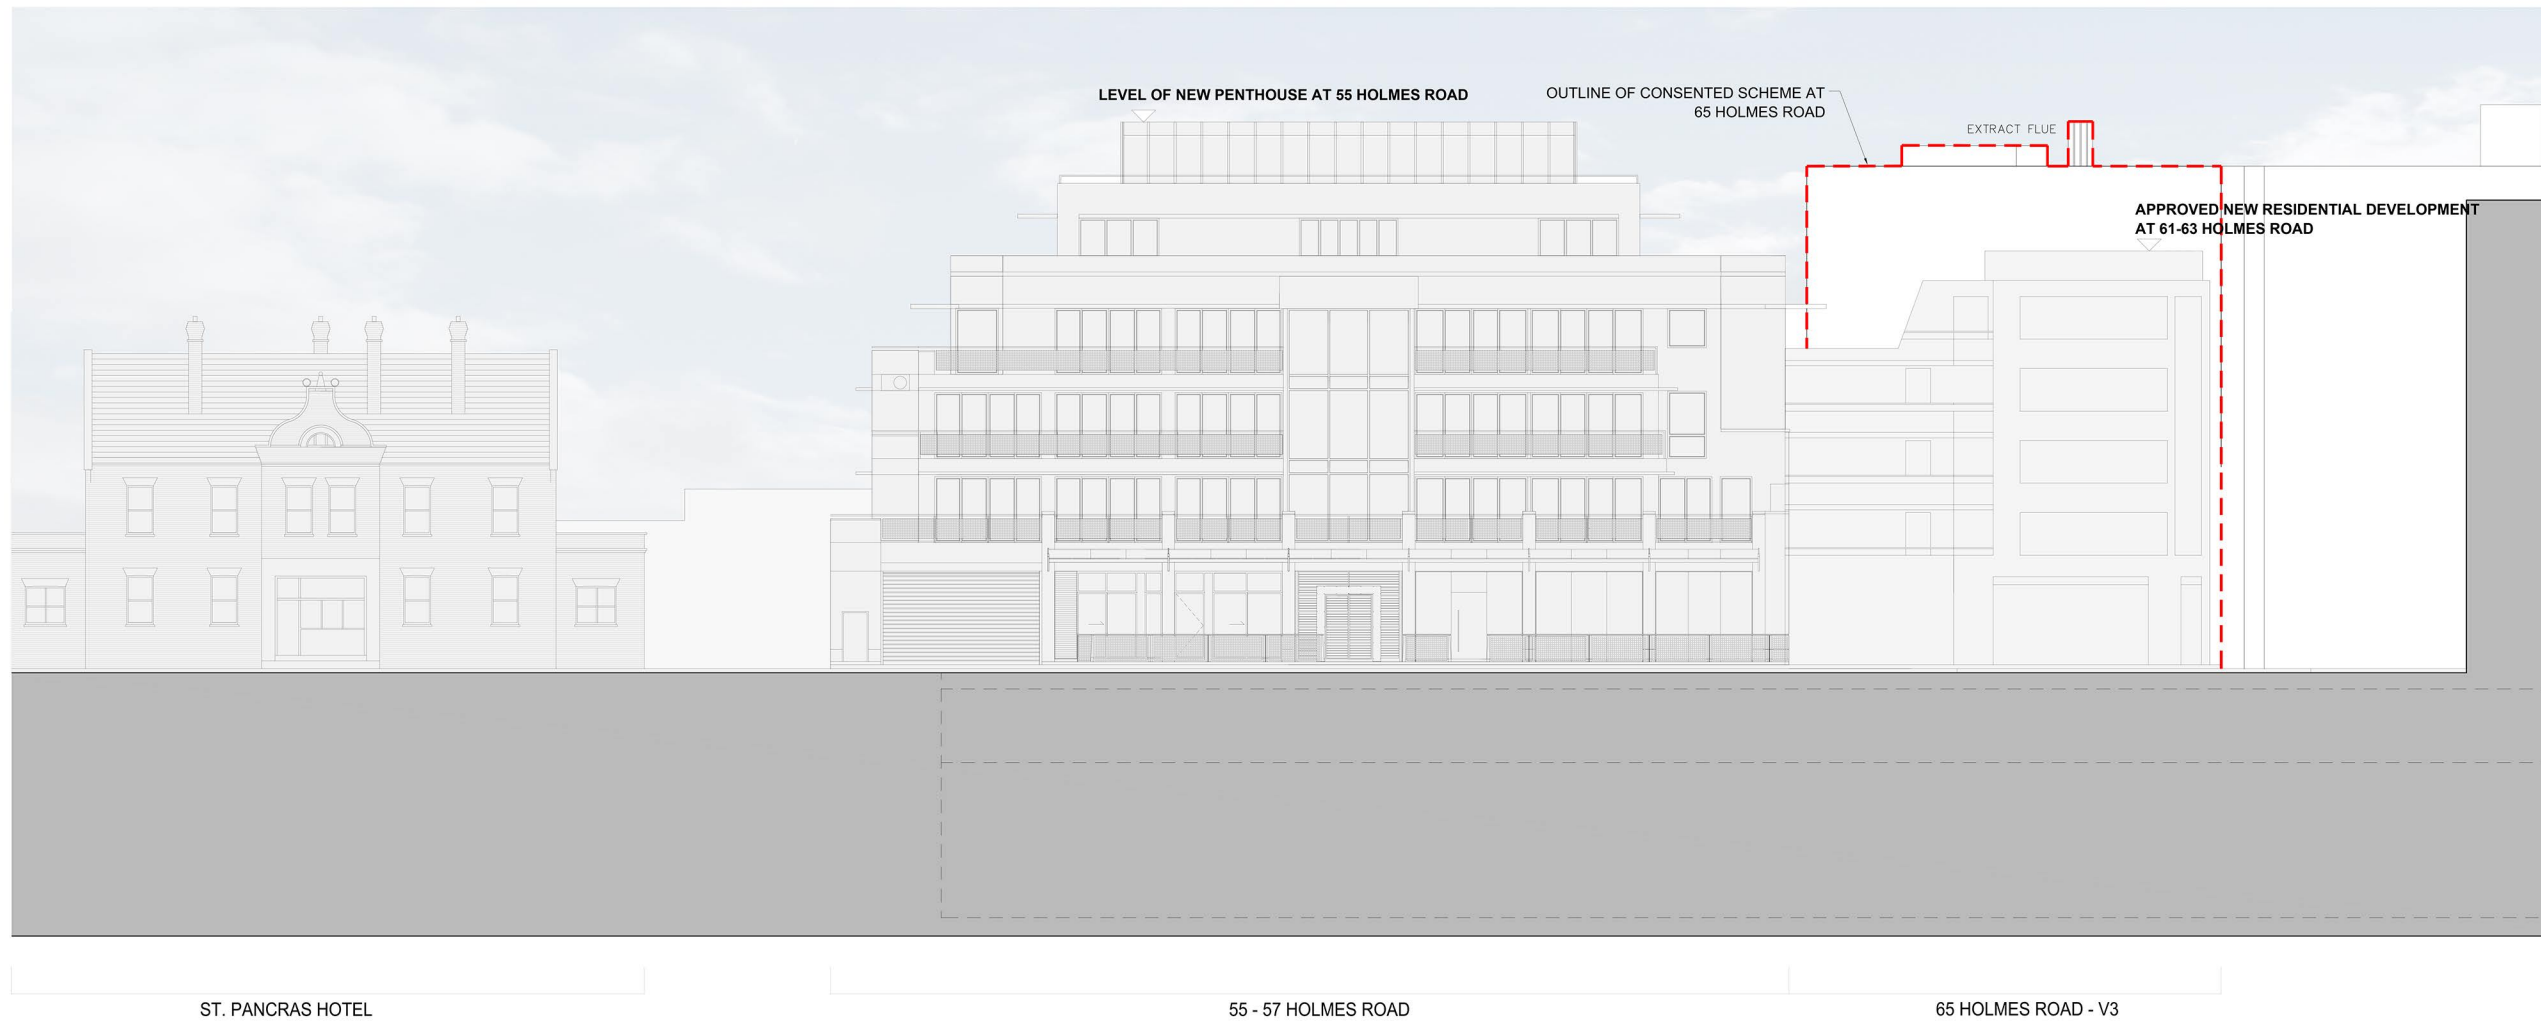 LEVEL OF NEW PENTHOUSE AT 55 HOLMES ROAD
OUTLINE OF CONSENTED SCHEME AT
65 HOLMES ROAD
EXTRACT FLUE
APPROVED NEW RESIDENTIAL DEVELOPMENT
AT 61-63 HOLMES ROAD
ST. PANCRAS HOTEL
55 - 57 HOLMES ROAD
65 HOLMES ROAD - V3